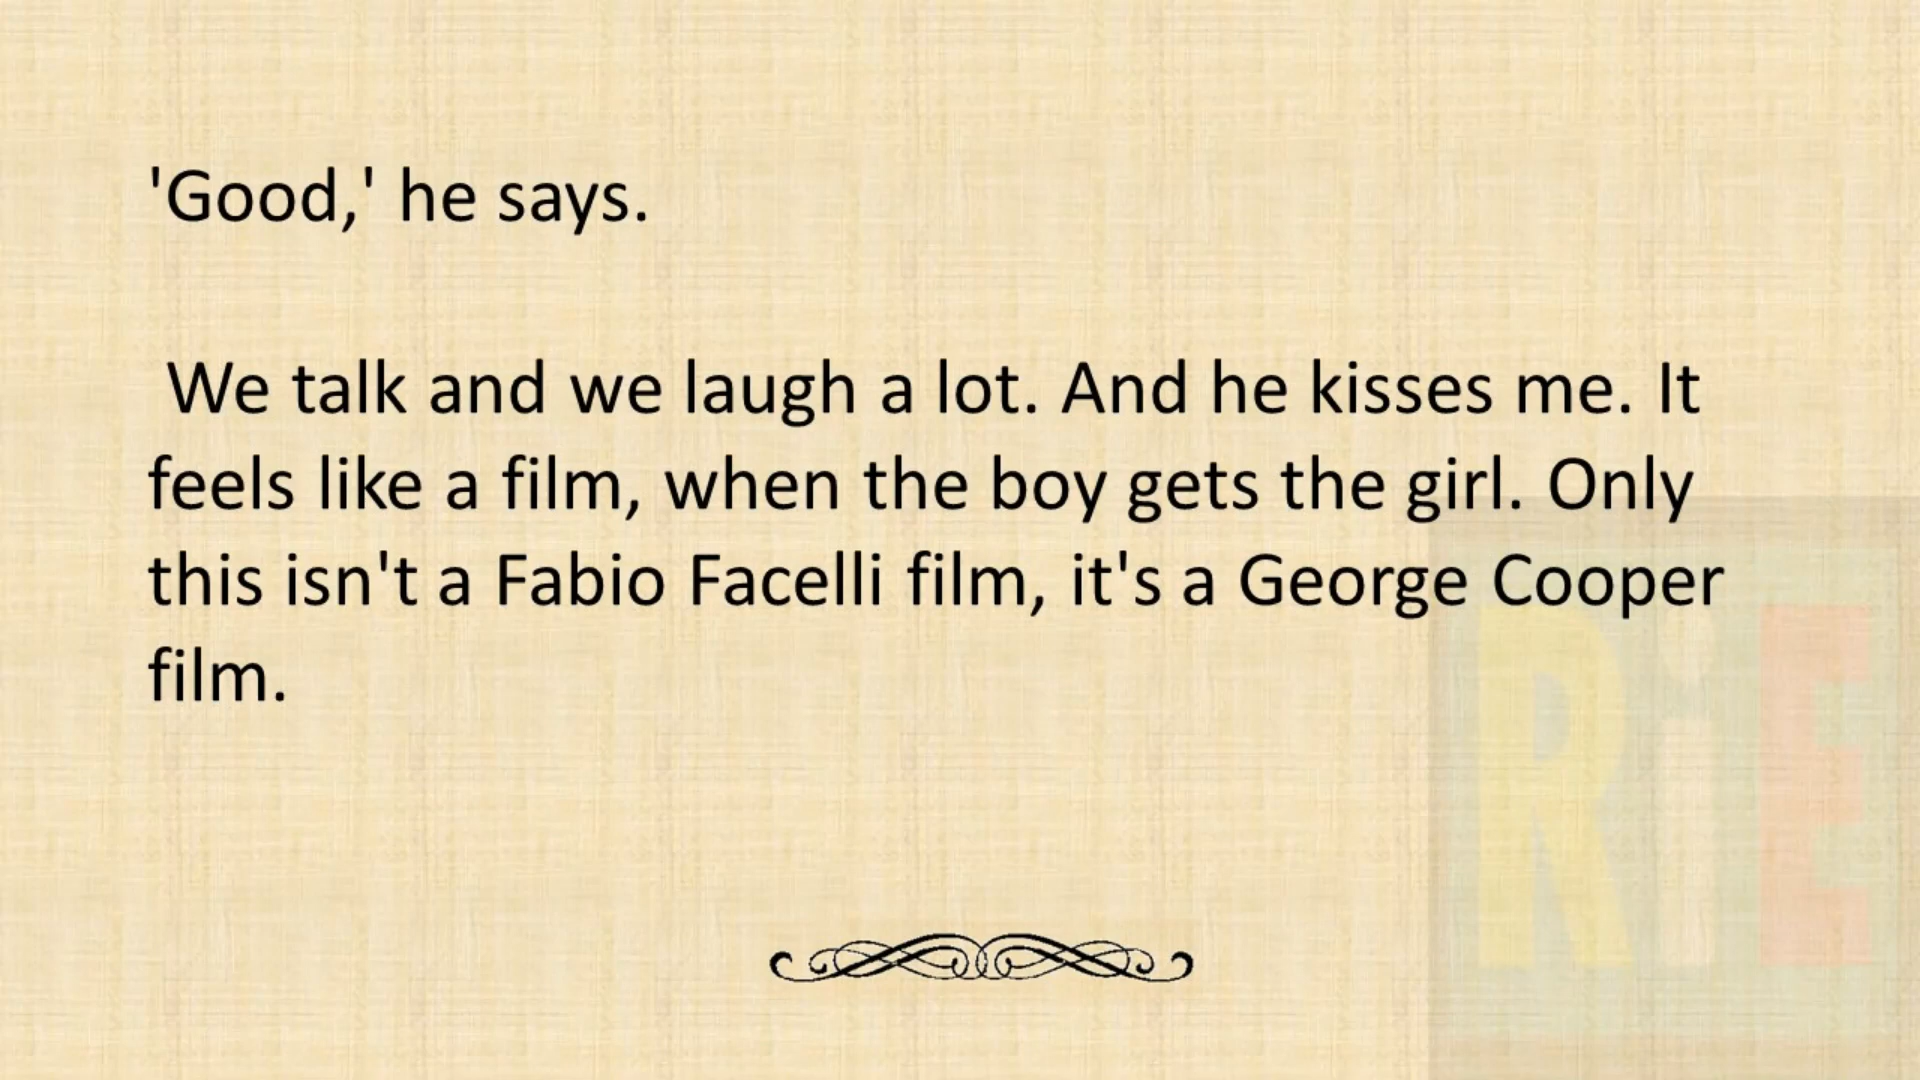 'Good,' he says.
We talk and we laugh a lot. And he kisses me. It
feels like a film, when the boy gets the girl. Only
this isn't a Fabio Facelli film, it's a George Cooper
film.
RiE